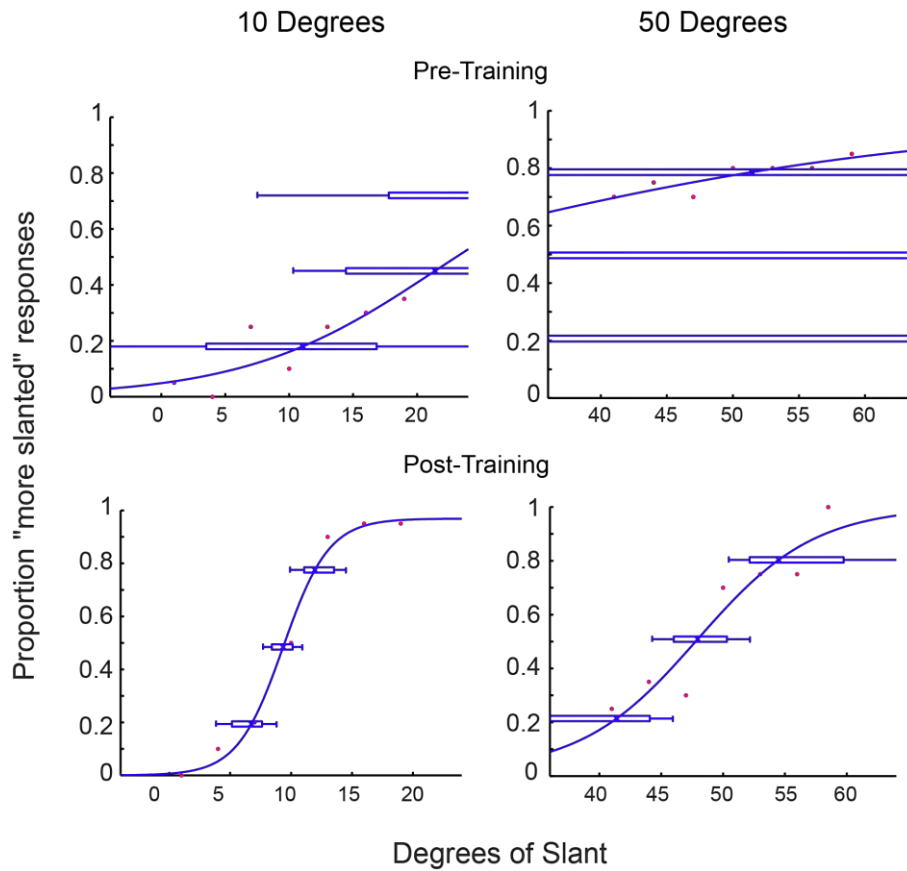 10 Degrees 50 Degrees
Pre-Training
1 1
0.8 0.8
0.6 0.6
0.4 0.4
0.2 0.2
0 0
0 5 10 15 20 40 45 50 55 60
Proportion "more slanted" responses
Post-Training
1 1
0.8 0.8
0.6 0.6
0.4 0.4
0.2 0.2
0 0
0 5 10 15 20 40 45 50 55 60
Degrees of Slant